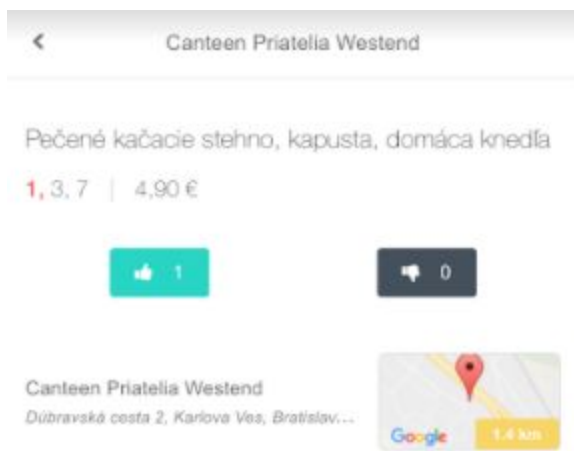 Canteen Priatelia Westend
Pečené kačacie stehno, kapusta, domáca knedľa
1, 3, 7 | 4,90 €
1
0
Canteen Priatelia Westend
Dúbravská cesta 2, Karlova Ves, Bratislav...
Google
1.4 km